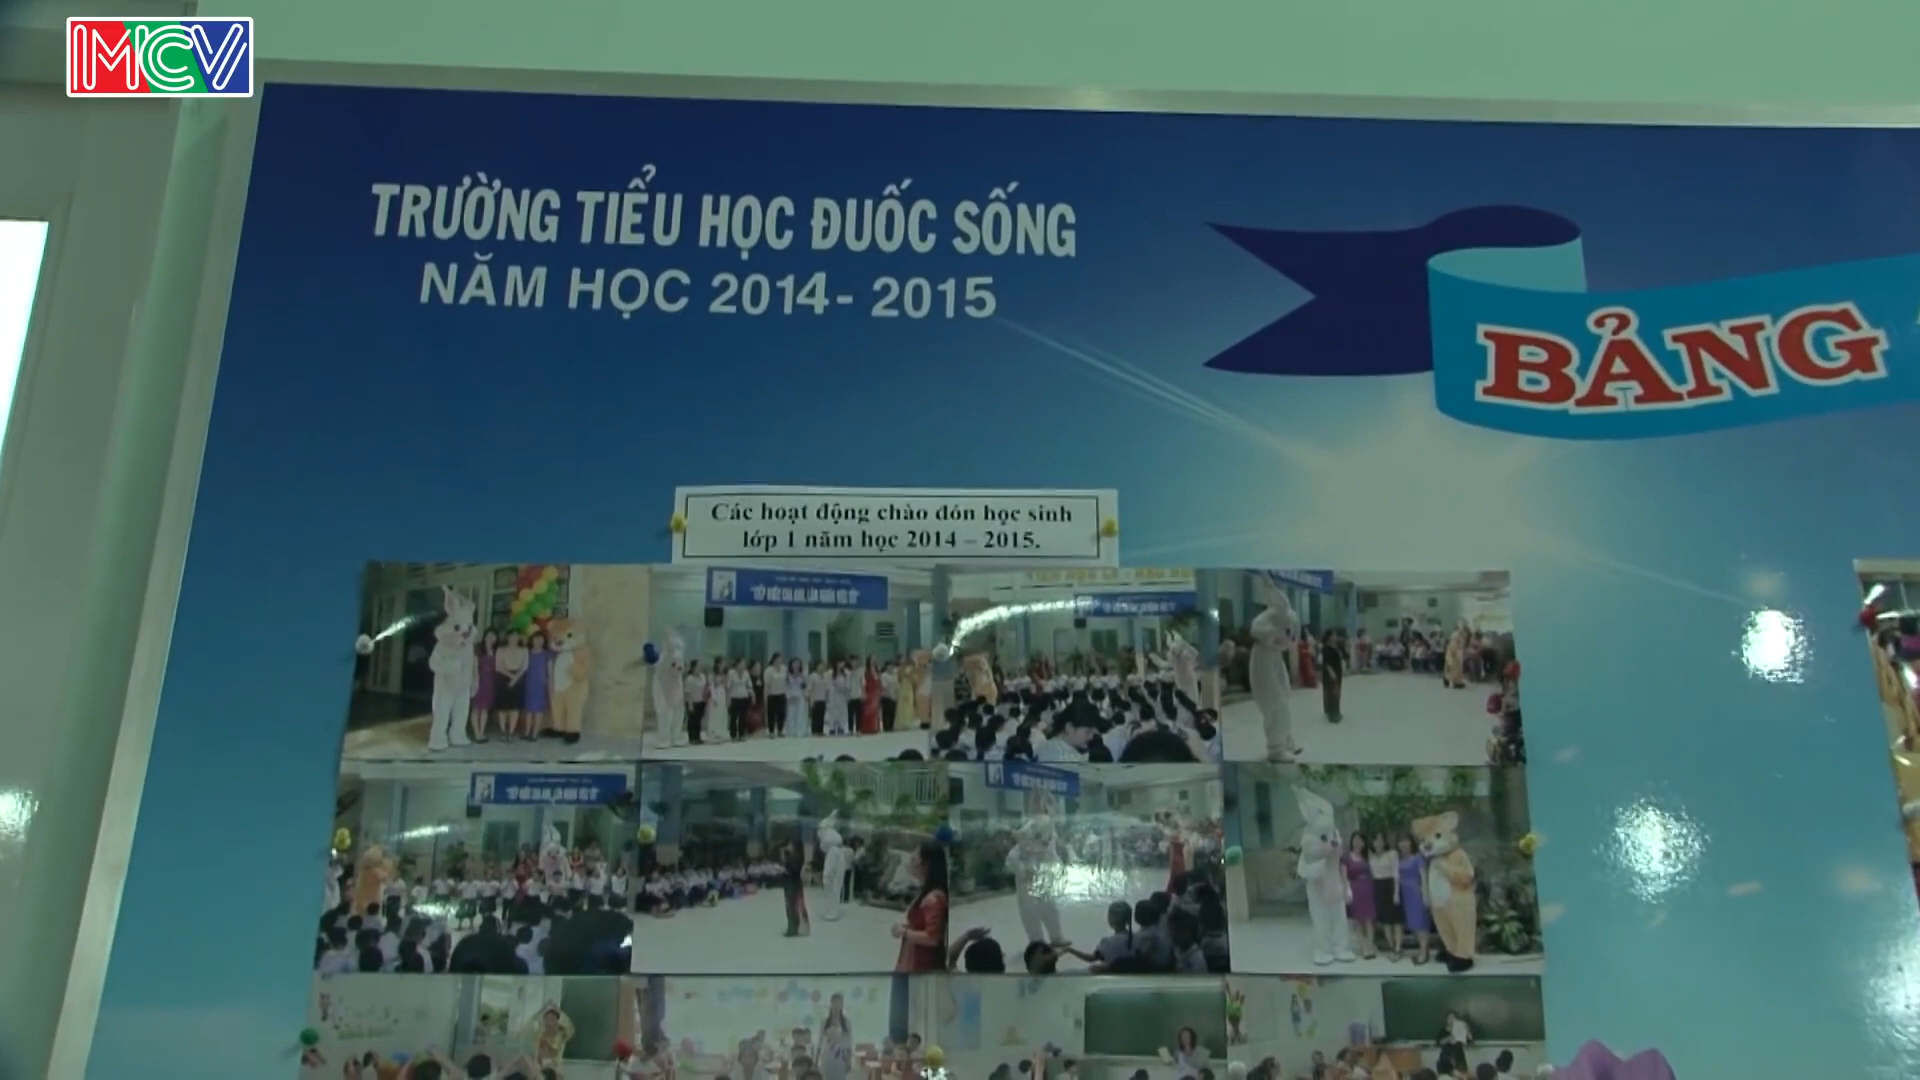 MCV
TRƯỜNG TIỂU HỌC ĐUỐC SỐNG
NĂM HỌC 2014- 2015
BẢNG
Các hoạt động chào đón học sinh
lớp 1 năm học 2014 – 2015.